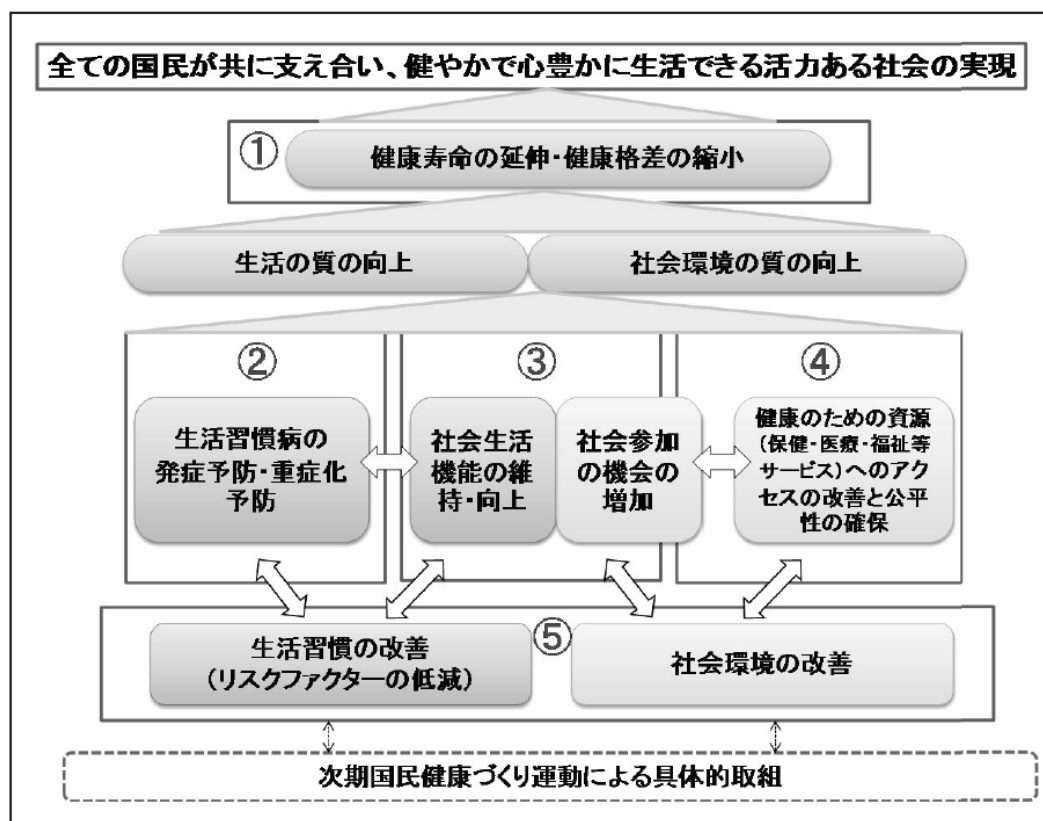 全ての国民が共に支え合い、健やかで心豊かに生活できる活力ある社会の実現
①
健康寿命の延伸・健康格差の縮小
生活の質の向上
社会環境の質の向上
②
生活習慣病の
発症予防・重症化
予防
③
社会生活
機能の維
持・向上
社会参加
の機会の
増加
④
健康のための資源
(保健・医療・福祉等
サービス)へのアク
セスの改善と公平
性の確保
⑤
生活習慣の改善
(リスクファクターの低減)
社会環境の改善
次期国民健康づくり運動による具体的取組